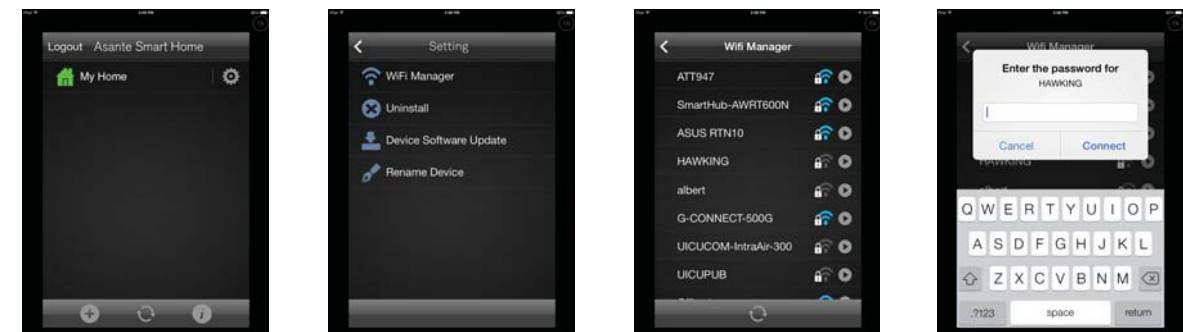 Logout Asante Smart Home
My Home
Setting
WiFi Manager
Uninstall
Device Software Update
Rename Device
Wifi Manager
ATT947
SmartHub-AWRT600N
ASUS RTN10
HAWKING
albert
G-CONNECT-500G
UICUCOM-IntraAir-300
UICUPUB
Wifi Manager
Enter the password for
HAWKING
Cancel Connect
HAWKING
albert
Q W E R T Y U I O P
A S D F G H J K L
Z X C V B N M
.?123 space return